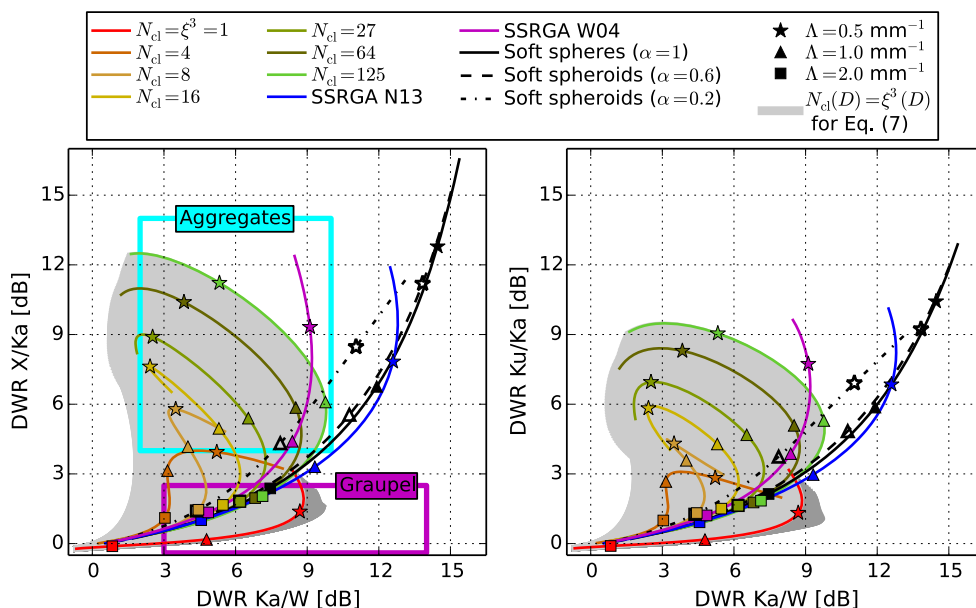 N_cl=ξ³=1
N_cl=4
N_cl=8
N_cl=16
N_cl=27
N_cl=64
N_cl=125
SSRGA N13
SSRGA W04
Soft spheres (α=1)
Soft spheroids (α=0.6)
Soft spheroids (α=0.2)
Λ=0.5 mm⁻¹
Λ=1.0 mm⁻¹
Λ=2.0 mm⁻¹
N_cl(D)=ξ³(D)
for Eq. (7)
DWR X/Ka [dB]
15
12
9
6
3
0
Aggregates
Graupel
0 3 6 9 12 15
DWR Ka/W [dB]
DWR Ku/Ka [dB]
15
12
9
6
3
0
0 3 6 9 12 15
DWR Ka/W [dB]